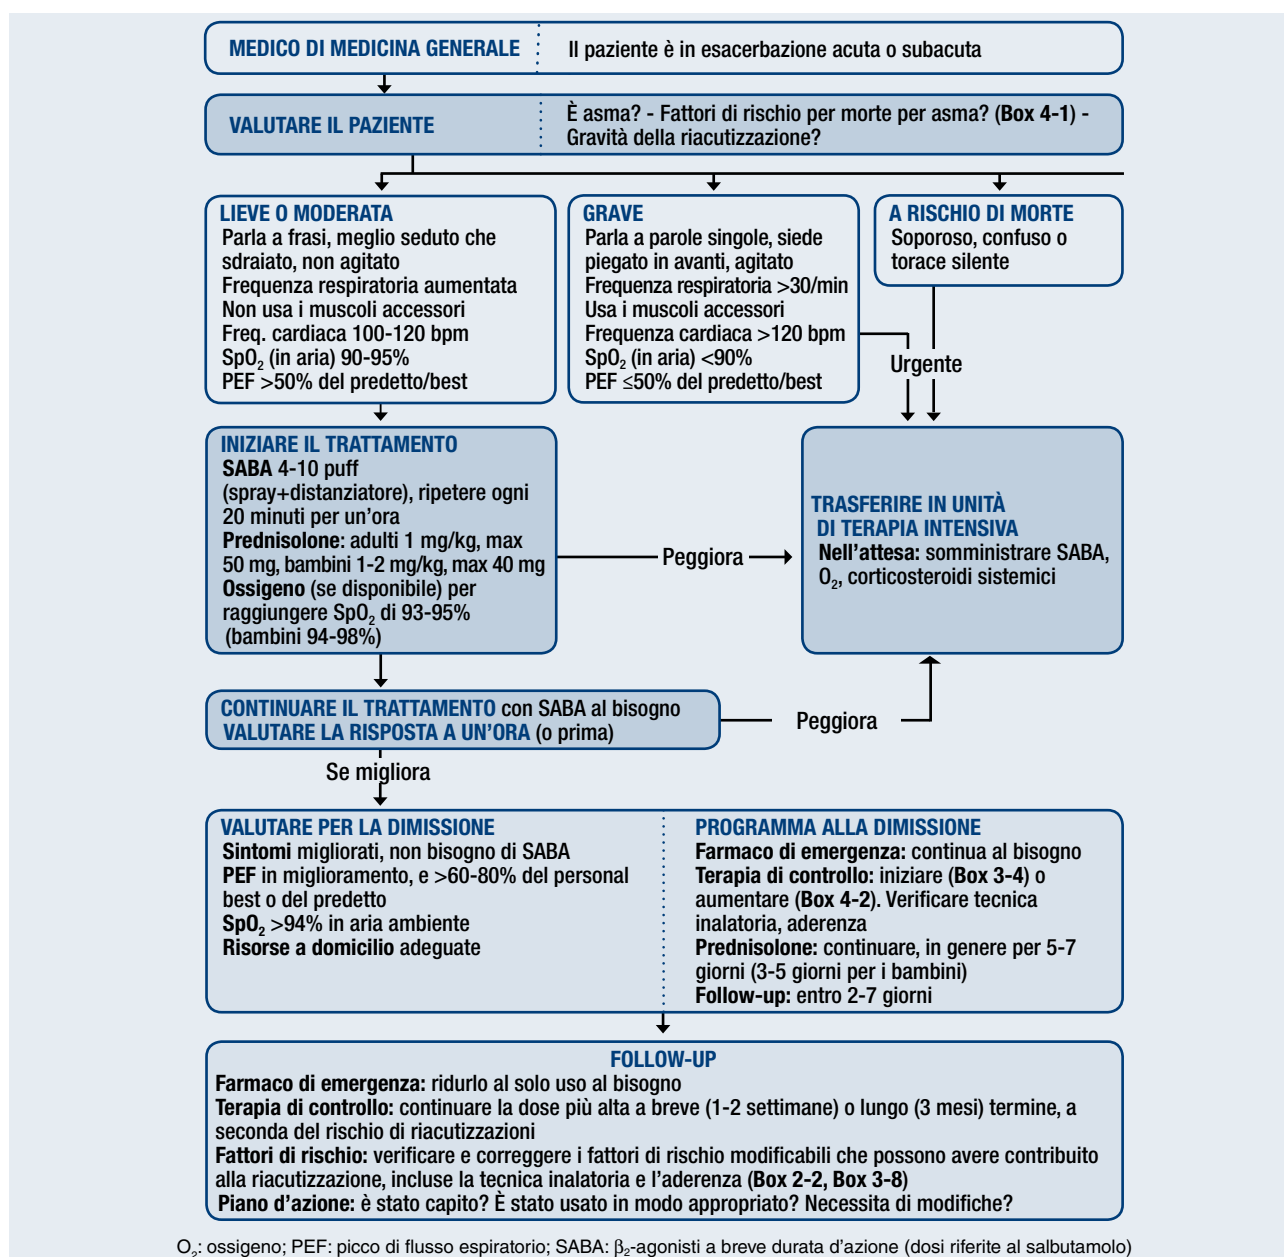 MEDICO DI MEDICINA GENERALE
Il paziente è in esacerbazione acuta o subacuta
VALUTARE IL PAZIENTE
È asma? - Fattori di rischio per morte per asma? (Box 4-1) -
Gravità della riacutizzazione?
LIEVE O MODERATA
Parla a frasi, meglio seduto che
sdraiato, non agitato
Frequenza respiratoria aumentata
Non usa i muscoli accessori
Freq. cardiaca 100-120 bpm
SpO₂ (in aria) 90-95%
PEF >50% del predetto/best
GRAVE
Parla a parole singole, siede
piegato in avanti, agitato
Frequenza respiratoria >30/min
Usa i muscoli accessori
Frequenza cardiaca >120 bpm
SpO₂ (in aria) <90%
PEF ≤50% del predetto/best
A RISCHIO DI MORTE
Soporoso, confuso o
torace silente
Urgente
INIZIARE IL TRATTAMENTO
SABA 4-10 puff
(spray+distanziatore), ripetere ogni
20 minuti per un'ora
Prednisolone: adulti 1 mg/kg, max
50 mg, bambini 1-2 mg/kg, max 40 mg
Ossigeno (se disponibile) per
raggiungere SpO₂ di 93-95%
(bambini 94-98%)
Peggiora
TRASFERIRE IN UNITÀ
DI TERAPIA INTENSIVA
Nell'attesa: somministrare SABA,
O₂, corticosteroidi sistemici
CONTINUARE IL TRATTAMENTO con SABA al bisogno
VALUTARE LA RISPOSTA A UN'ORA (o prima)
Peggiora
Se migliora
VALUTARE PER LA DIMISSIONE
Sintomi migliorati, non bisogno di SABA
PEF in miglioramento, e >60-80% del personal
best o del predetto
SpO₂ >94% in aria ambiente
Risorse a domicilio adeguate
PROGRAMMA ALLA DIMISSIONE
Farmaco di emergenza: continua al bisogno
Terapia di controllo: iniziare (Box 3-4) o
aumentare (Box 4-2). Verificare tecnica
inalatoria, aderenza
Prednisolone: continuare, in genere per 5-7
giorni (3-5 giorni per i bambini)
Follow-up: entro 2-7 giorni
FOLLOW-UP
Farmaco di emergenza: ridurlo al solo uso al bisogno
Terapia di controllo: continuare la dose più alta a breve (1-2 settimane) o lungo (3 mesi) termine, a
seconda del rischio di riacutizzazioni
Fattori di rischio: verificare e correggere i fattori di rischio modificabili che possono avere contribuito
alla riacutizzazione, incluse la tecnica inalatoria e l'aderenza (Box 2-2, Box 3-8)
Piano d'azione: è stato capito? È stato usato in modo appropriato? Necessita di modifiche?
O₂: ossigeno; PEF: picco di flusso espiratorio; SABA: β₂-agonisti a breve durata d'azione (dosi riferite al salbutamolo)